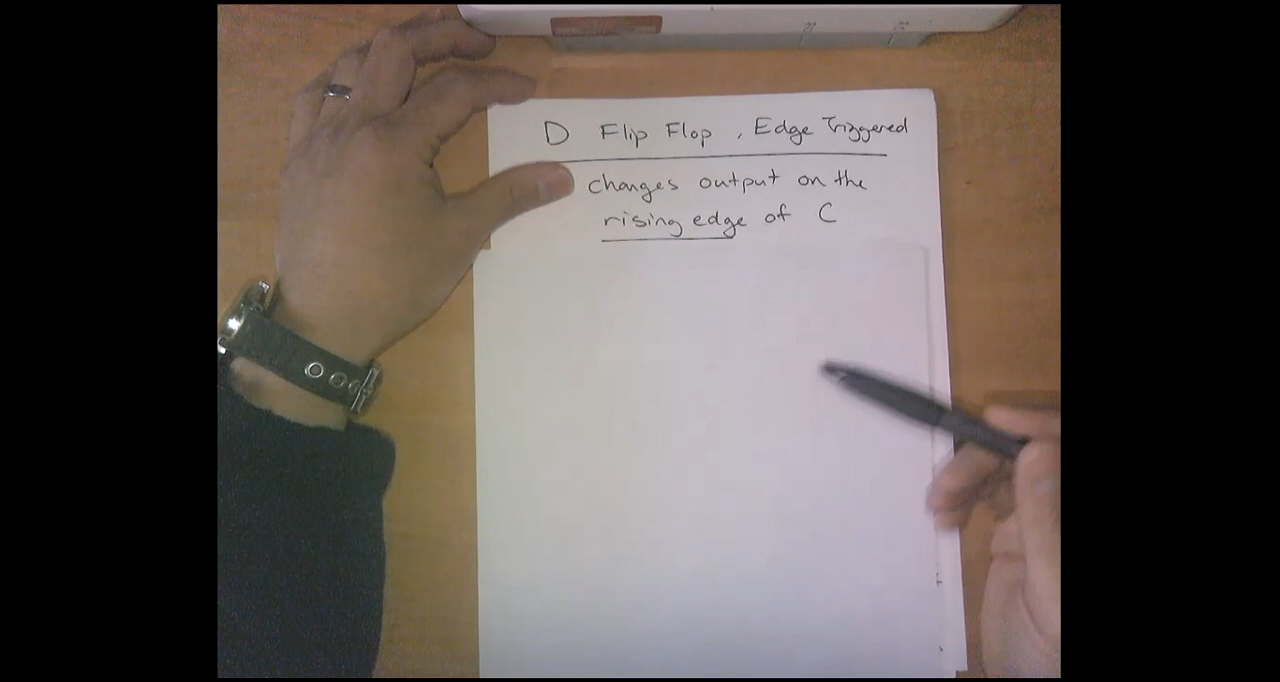 D Flip Flop, Edge Triggered
changes output on the
rising edge of C